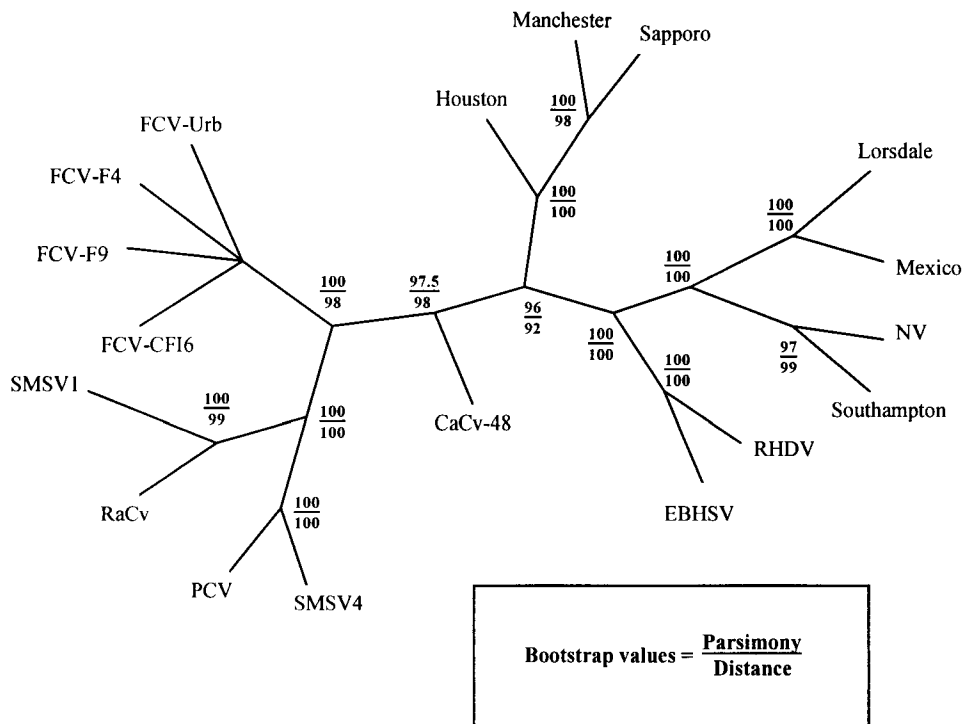 Manchester
Sapporo
Houston
100
98
FCV-Urb
100
100
Lorsdale
FCV-F4
100
100
Mexico
FCV-F9
100
98
97.5
98
100
100
NV
FCV-CFI6
96
92
100
100
97
99
Southampton
SMSV1
100
99
100
100
CaCv-48
100
100
RHDV
RaCv
100
100
EBHSV
PCV
SMSV4
Bootstrap values = Parsimony
Distance